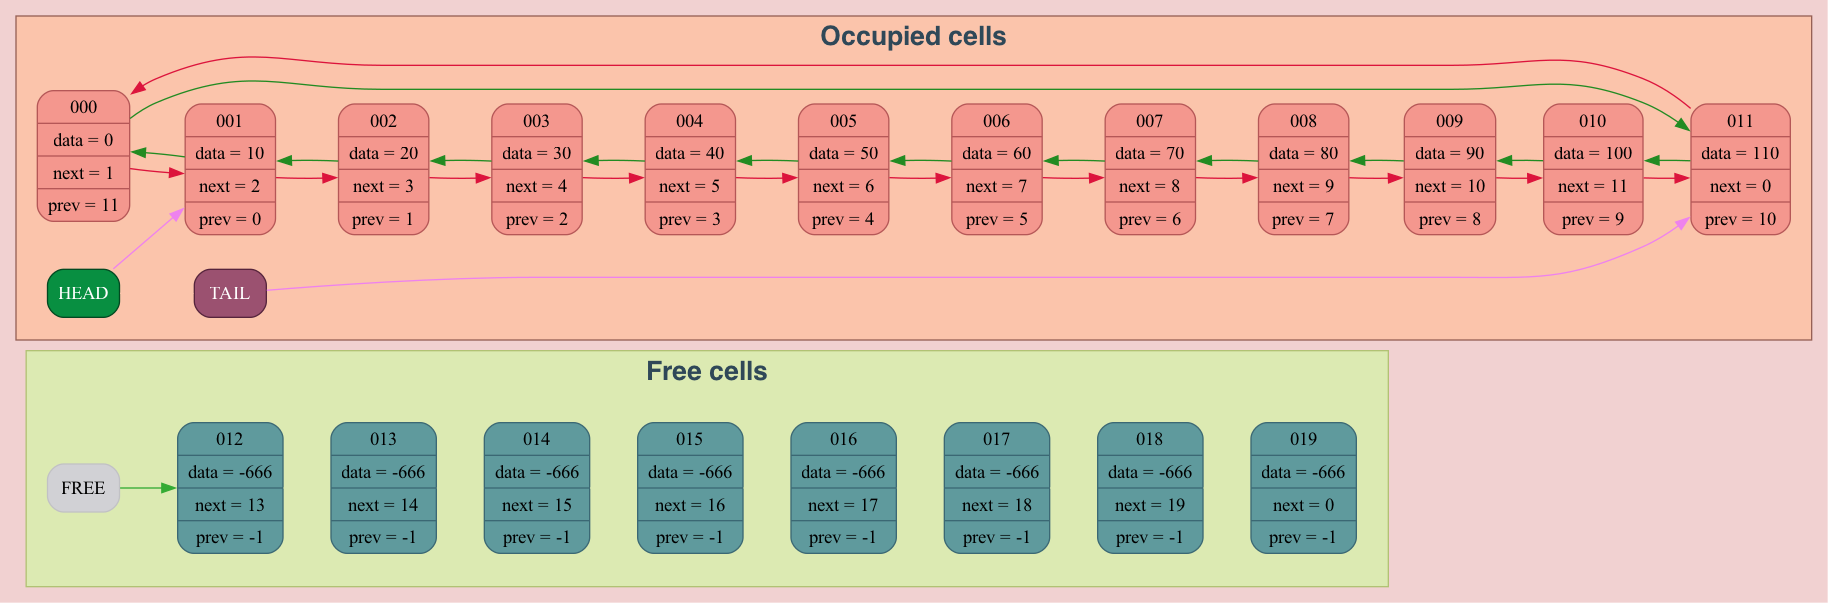 Occupied cells
000
data = 0
next = 1
prev = 11
001
data = 10
next = 2
prev = 0
002
data = 20
next = 3
prev = 1
003
data = 30
next = 4
prev = 2
004
data = 40
next = 5
prev = 3
005
data = 50
next = 6
prev = 4
006
data = 60
next = 7
prev = 5
007
data = 70
next = 8
prev = 6
008
data = 80
next = 9
prev = 7
009
data = 90
next = 10
prev = 8
010
data = 100
next = 11
prev = 9
011
data = 110
next = 0
prev = 10
HEAD
TAIL
Free cells
FREE
012
data = -666
next = 13
prev = -1
013
data = -666
next = 14
prev = -1
014
data = -666
next = 15
prev = -1
015
data = -666
next = 16
prev = -1
016
data = -666
next = 17
prev = -1
017
data = -666
next = 18
prev = -1
018
data = -666
next = 19
prev = -1
019
data = -666
next = 0
prev = -1